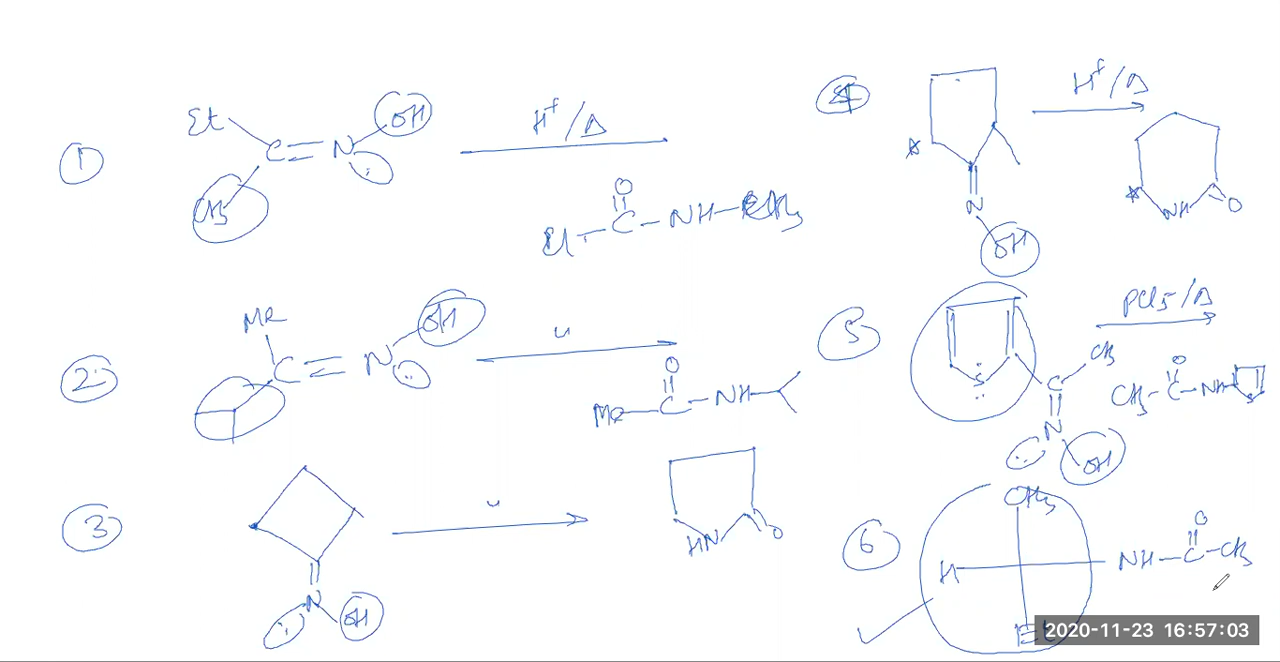 ① Et C=N OH H⁺/Δ
CH3
O
Et-C-NH-CH3
② Me C=N OH "
O
Me-C-NH
③ N OH "
HN O
④ H⁺/Δ
* N OH
* NH O
⑤ S C CH3 N OH PCl5/Δ
O
CH3-C-NH S
⑥ CH3
H NH-C-CH3
O
Et
2020-11-23 16:57:03